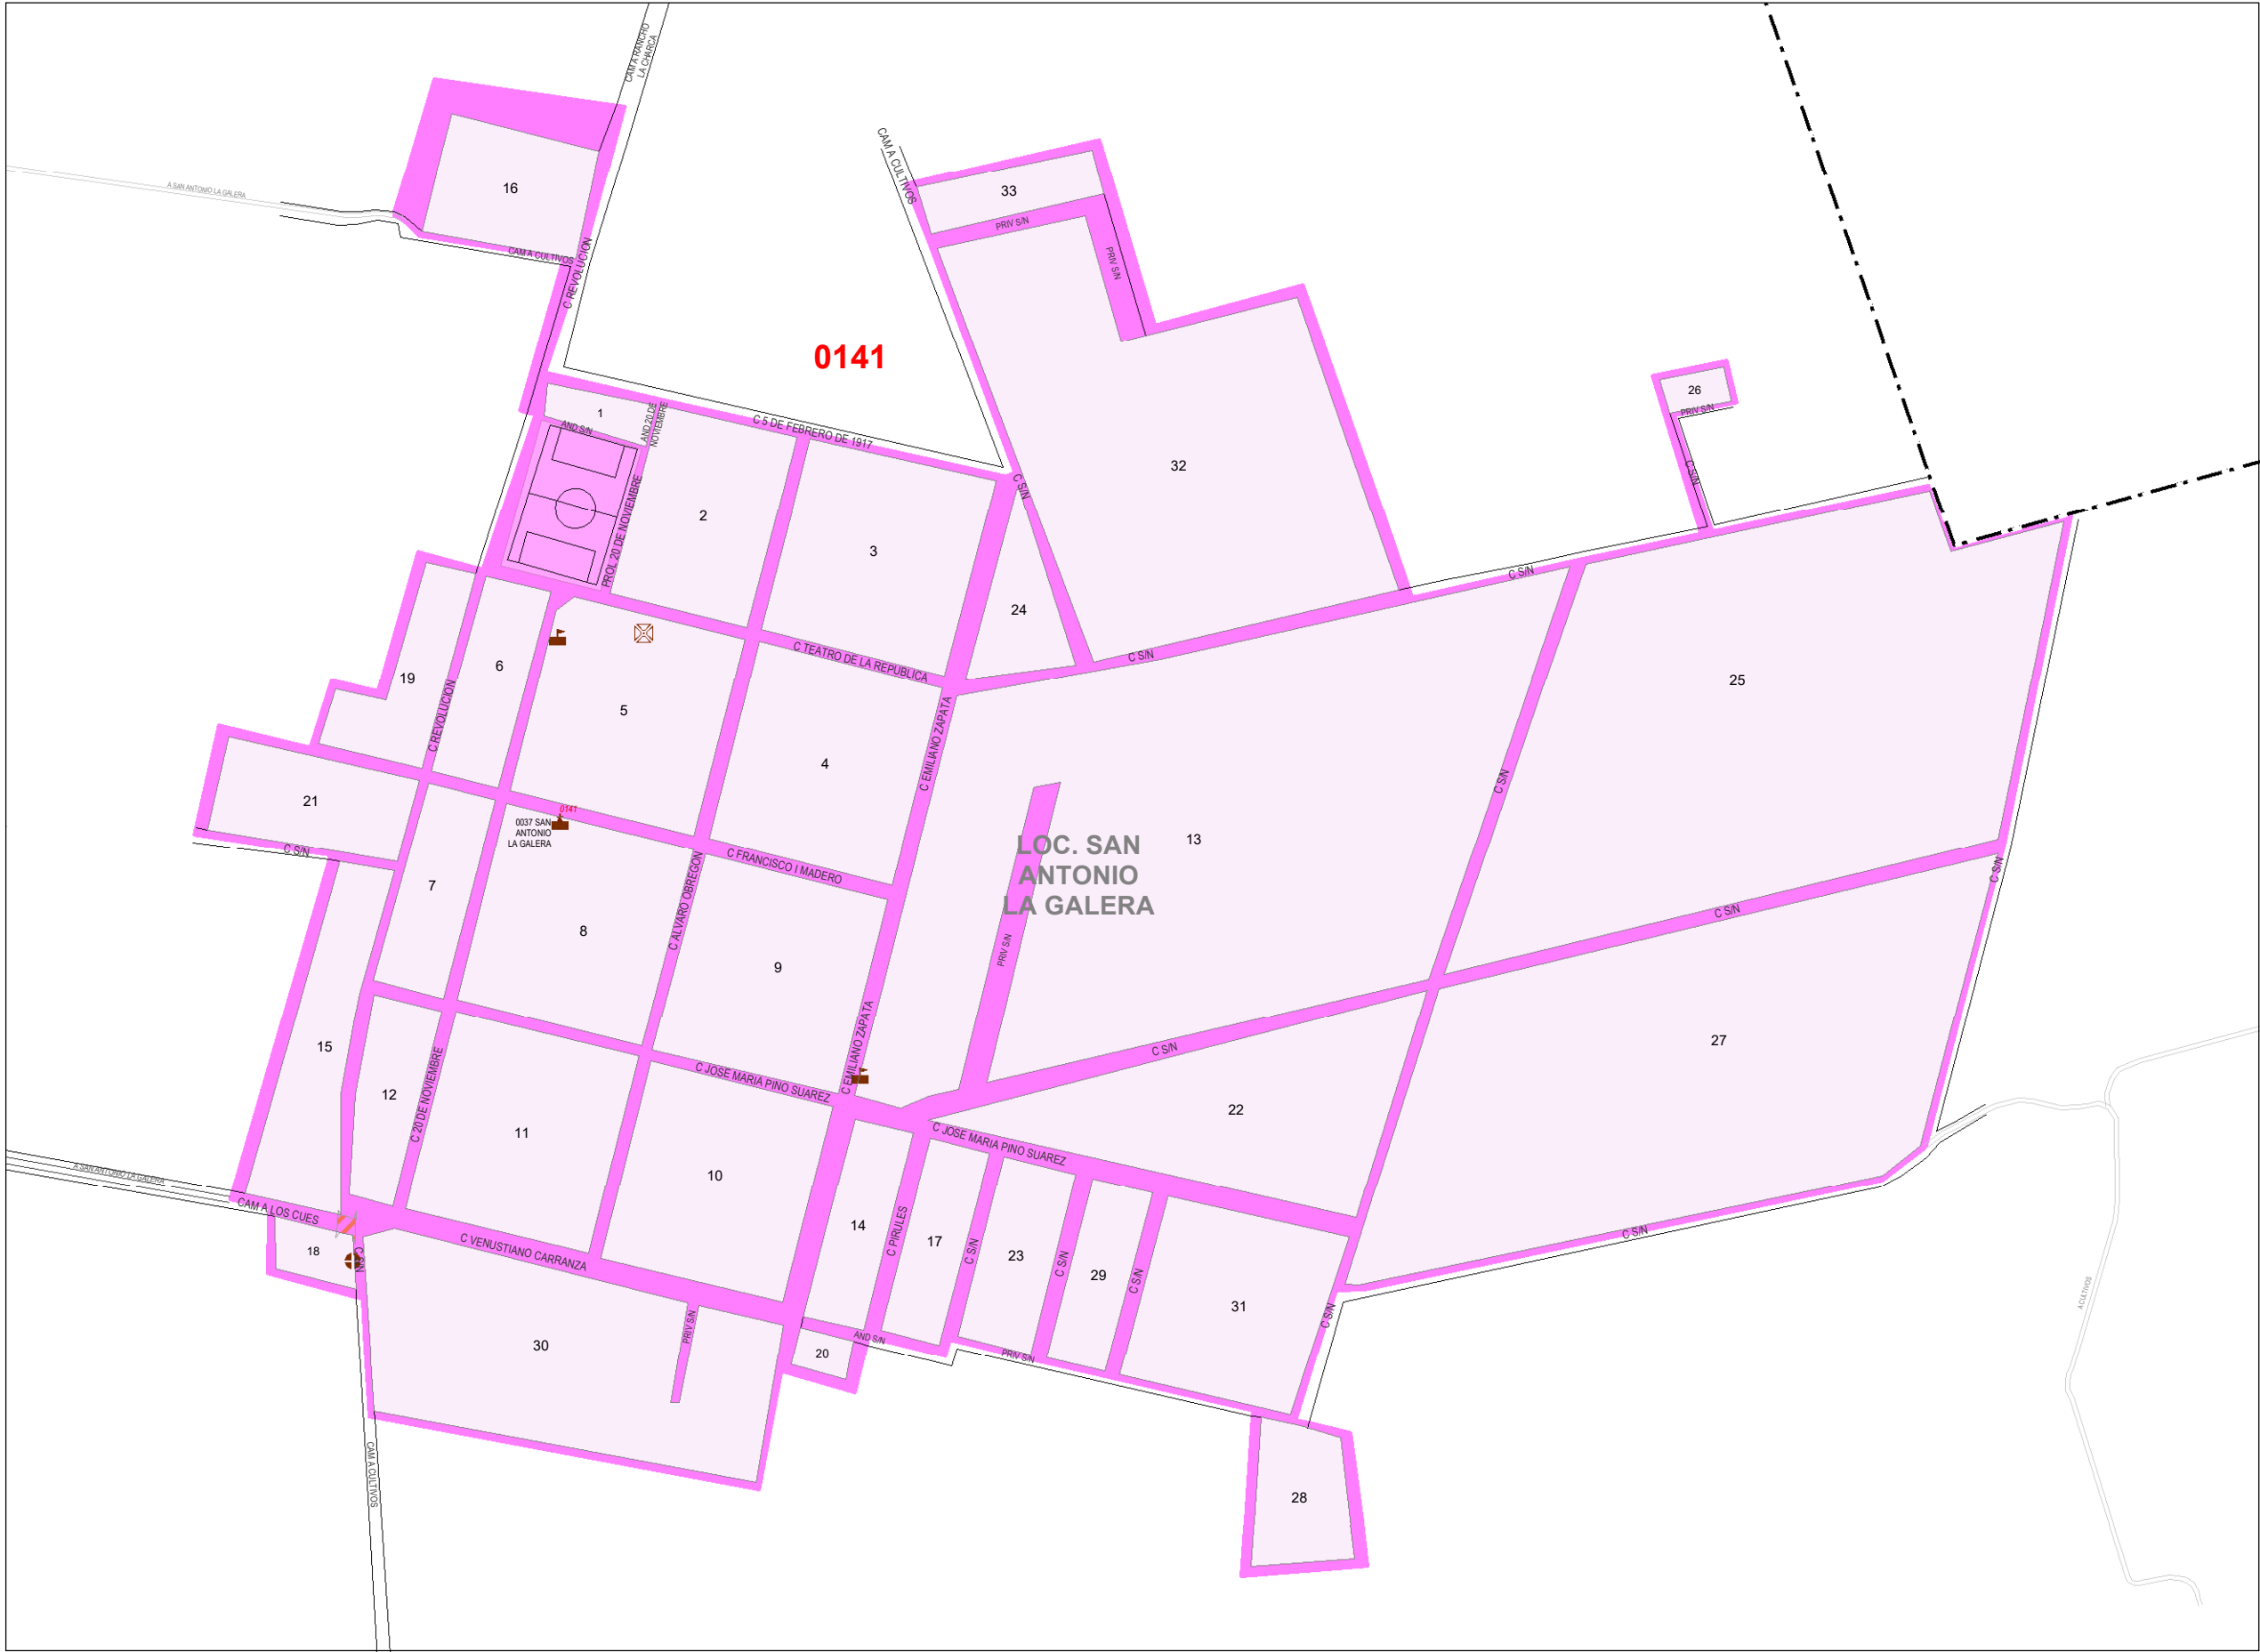 CAM A RANCHO
LA CHARCA
16
A SAN ANTONIO LA GALERA
CAM A CULTIVOS
C REVOLUCION
CAM A CULTIVOS
33
PRIV S/N
PRIV S/N
0141
1
AND S/N
AND 20 DE
NOVIEMBRE
C 5 DE FEBRERO DE 1917
26
PRIV S/N
C S/N
32
C S/N
2
3
PROL 20 DE NOVIEMBRE
24
C S/N
C S/N
C TEATRO DE LA REPUBLICA
19
6
5
4
C REVOLUCION
C EMILIANO ZAPATA
25
C S/N
21
0141
0037 SAN
ANTONIO
LA GALERA
C S/N
C FRANCISCO I MADERO
C ALVARO OBREGON
LOC. SAN
ANTONIO
LA GALERA
13
C S/N
C S/N
7
8
9
PRIV S/N
15
12
C 20 DE NOVIEMBRE
11
C JOSE MARIA PINO SUAREZ
C EMILIANO ZAPATA
C S/N
27
22
C JOSE MARIA PINO SUAREZ
10
A SAN ANTONIO LA GALERA
CAM A LOS CUES
18
C S/N
C VENUSTIANO CARRANZA
14
C PIRULES
17
C S/N
23
C S/N
29
C S/N
31
C S/N
C S/N
A CULTIVOS
30
PRIV S/N
20
AND S/N
PRIV S/N
CAM A CULTIVOS
28